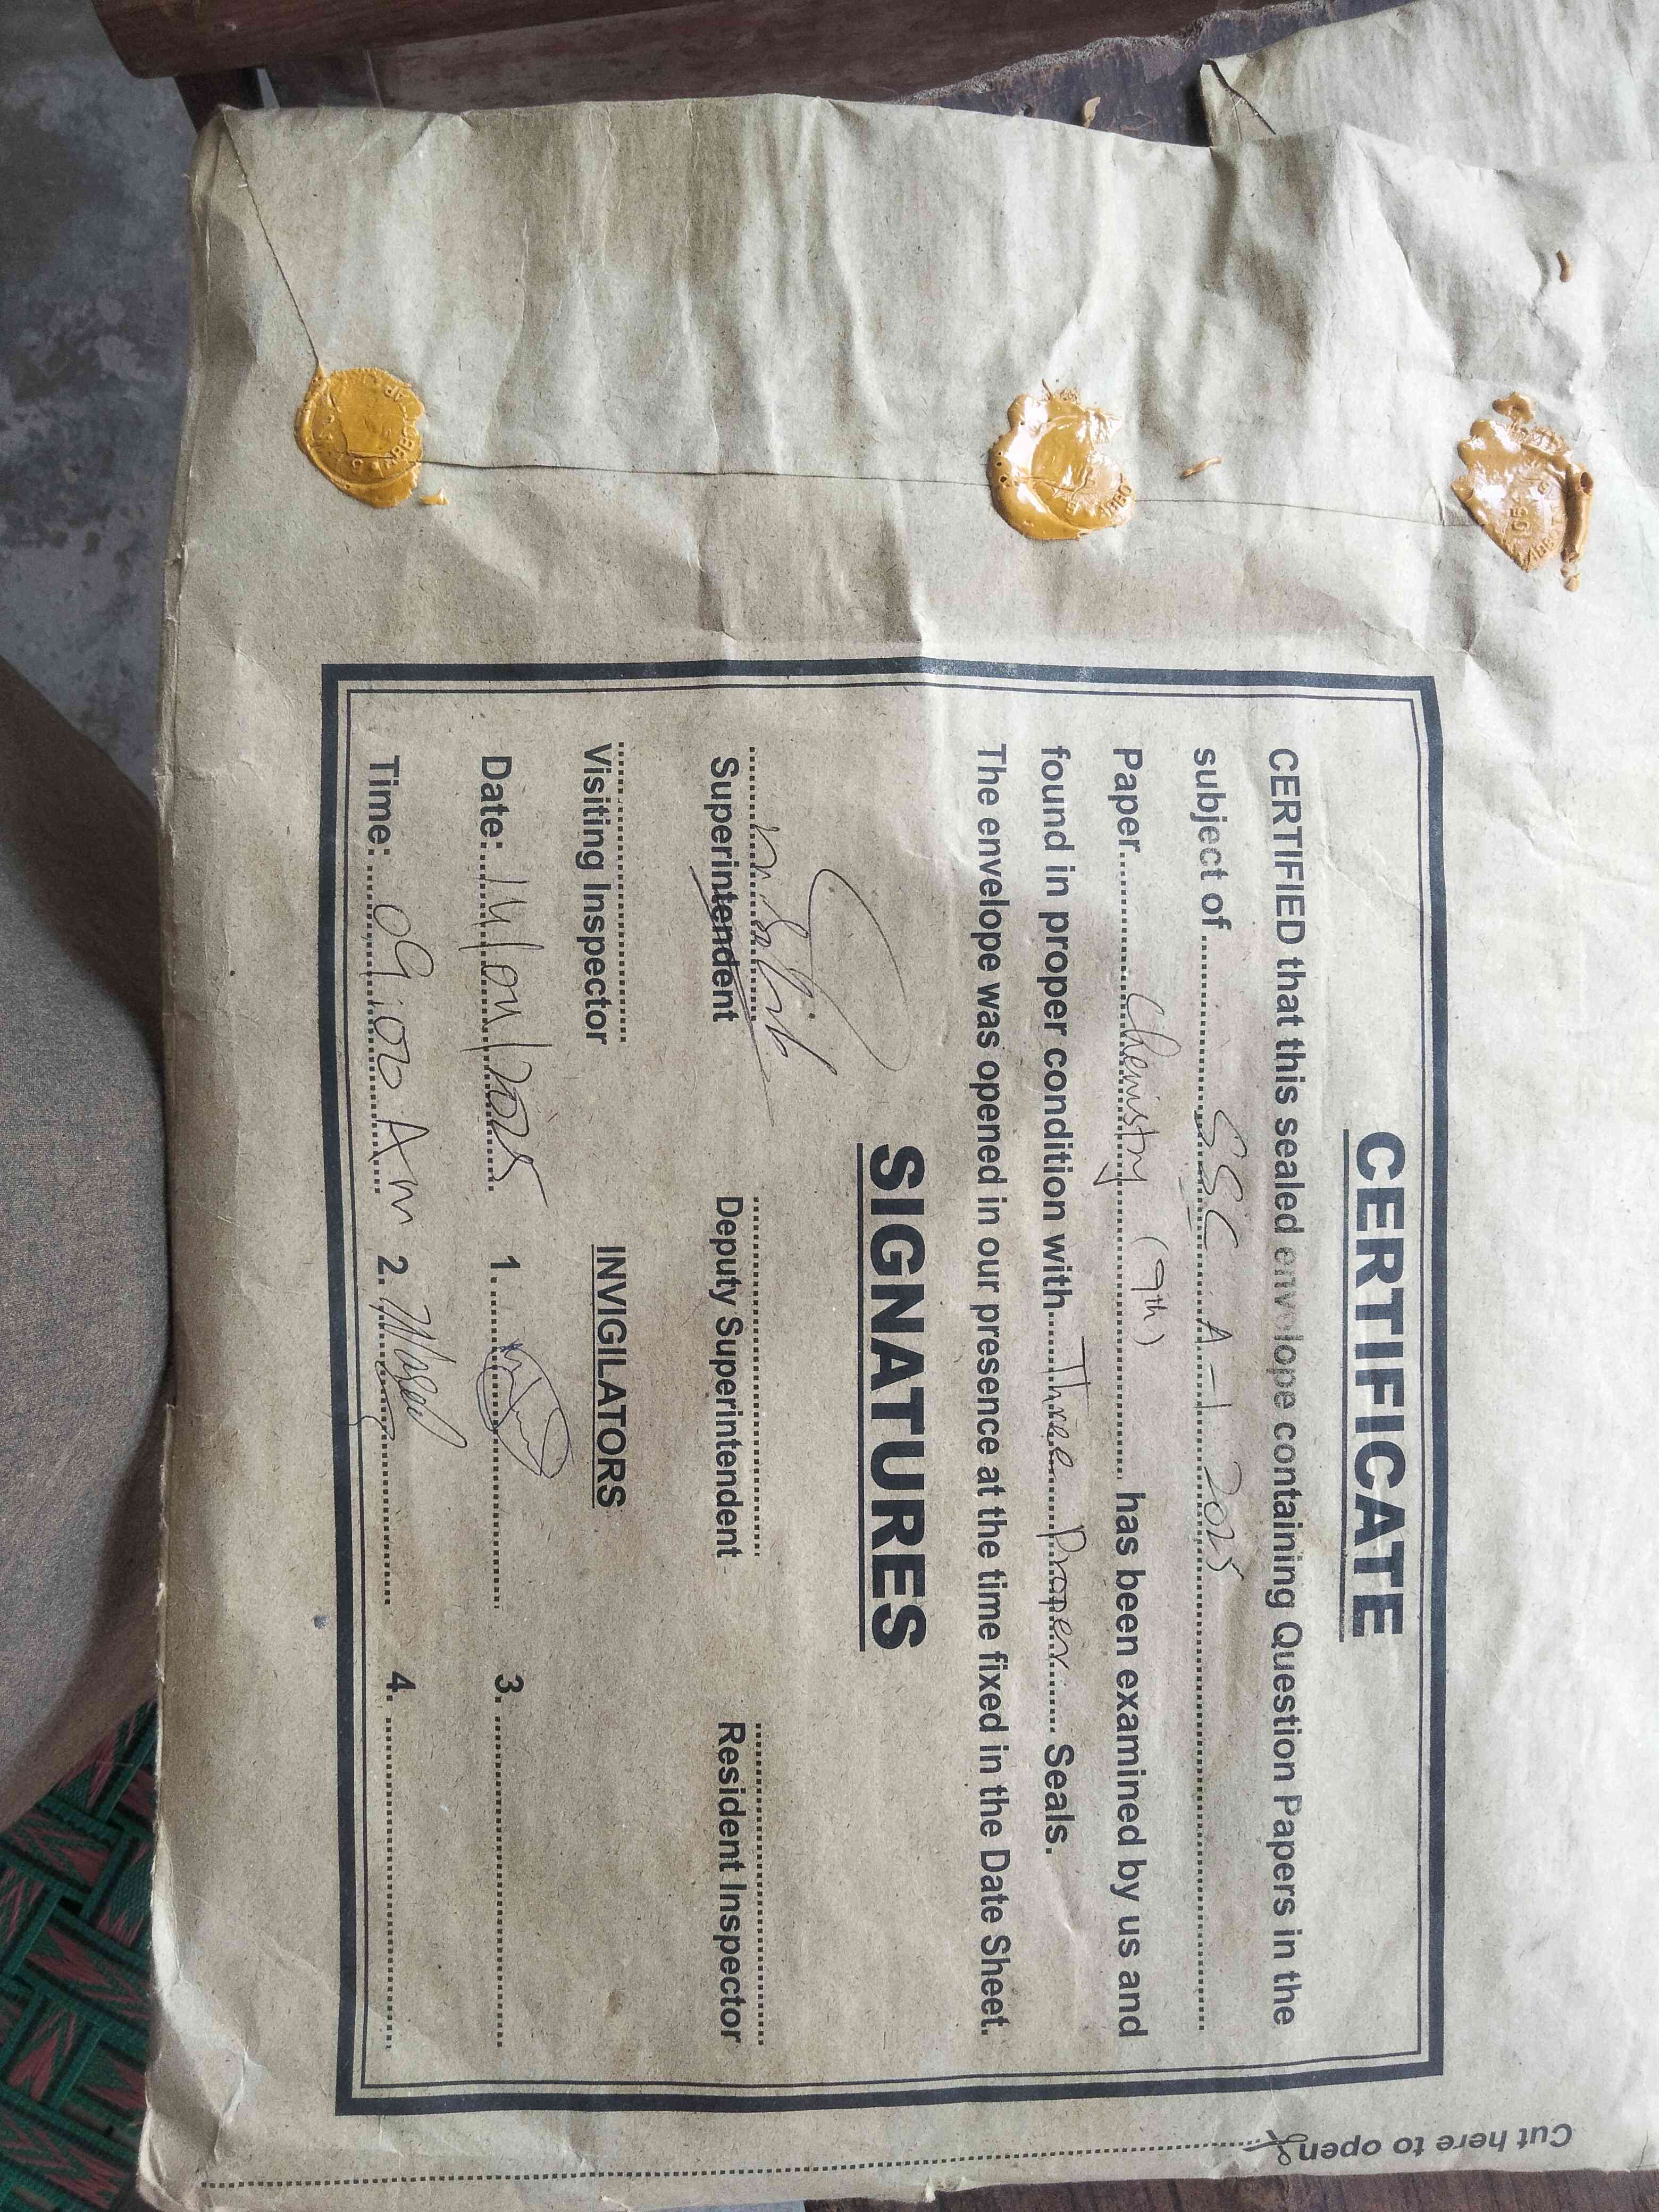 CERTIFICATE
CERTIFIED that this sealed envelope containing Question Papers in the
subject of SSC A-1 2025
Paper Chemistry (9th) has been examined by us and
found in proper condition with Three Proper Seals.
The envelope was opened in our presence at the time fixed in the Date Sheet.
SIGNATURES
Superintendent Deputy Superintendent Resident Inspector
Visiting Inspector INVIGILATORS
Date: 14/04/2025 1. 3.
Time: 09:00 Am 2. 4.
Cut here to open